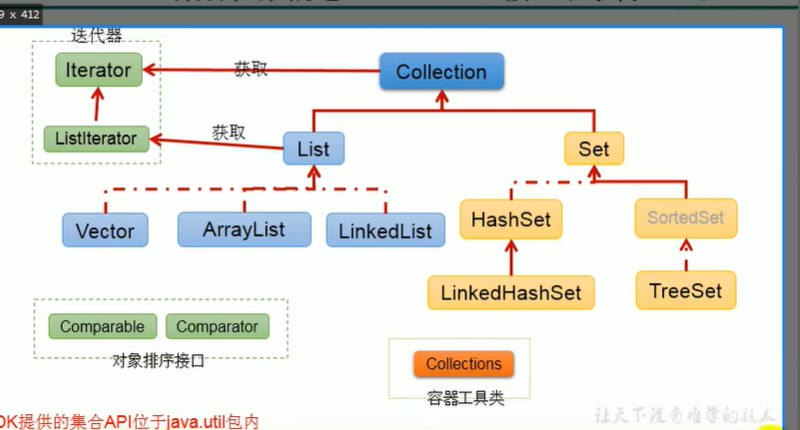 9 x 412
迭代器
Iterator
获取
Collection
ListIterator
获取
List
Set
Vector
ArrayList
LinkedList
HashSet
SortedSet
LinkedHashSet
TreeSet
Comparable
Comparator
对象排序接口
Collections
容器工具类
DK提供的集合API位于java.util包内
让天下没有难学的技术